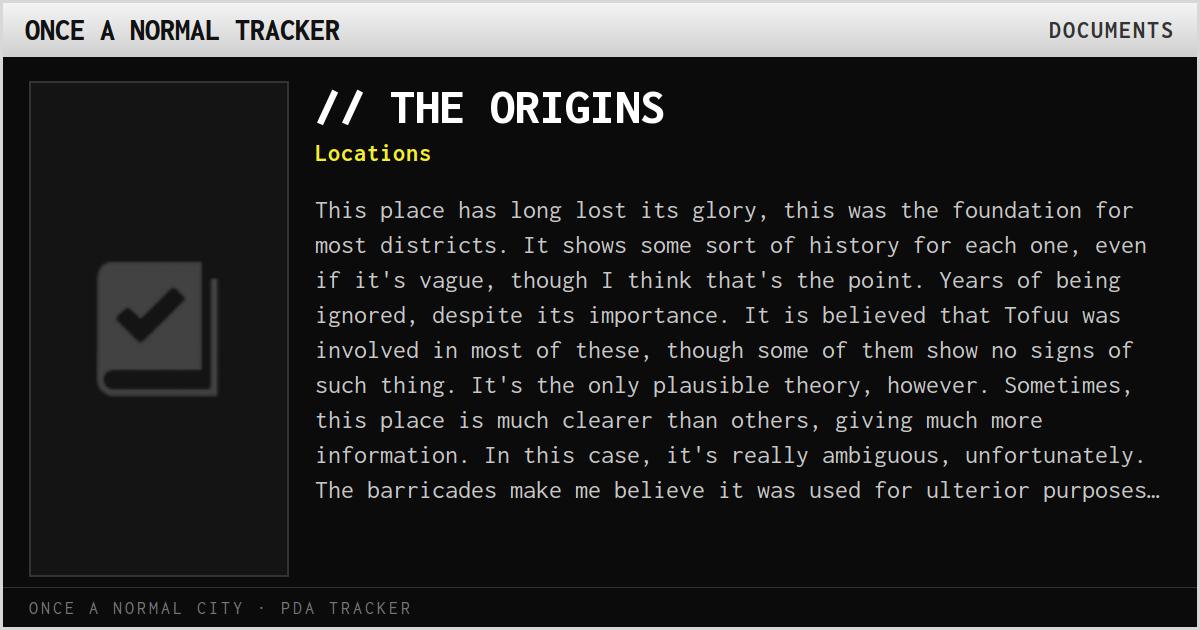 ONCE A NORMAL TRACKER
DOCUMENTS
// THE ORIGINS
Locations
This place has long lost its glory, this was the foundation for
most districts. It shows some sort of history for each one, even
if it's vague, though I think that's the point. Years of being
ignored, despite its importance. It is believed that Tofuu was
involved in most of these, though some of them show no signs of
such thing. It's the only plausible theory, however. Sometimes,
this place is much clearer than others, giving much more
information. In this case, it's really ambiguous, unfortunately.
The barricades make me believe it was used for ulterior purposes…
ONCE A NORMAL CITY · PDA TRACKER